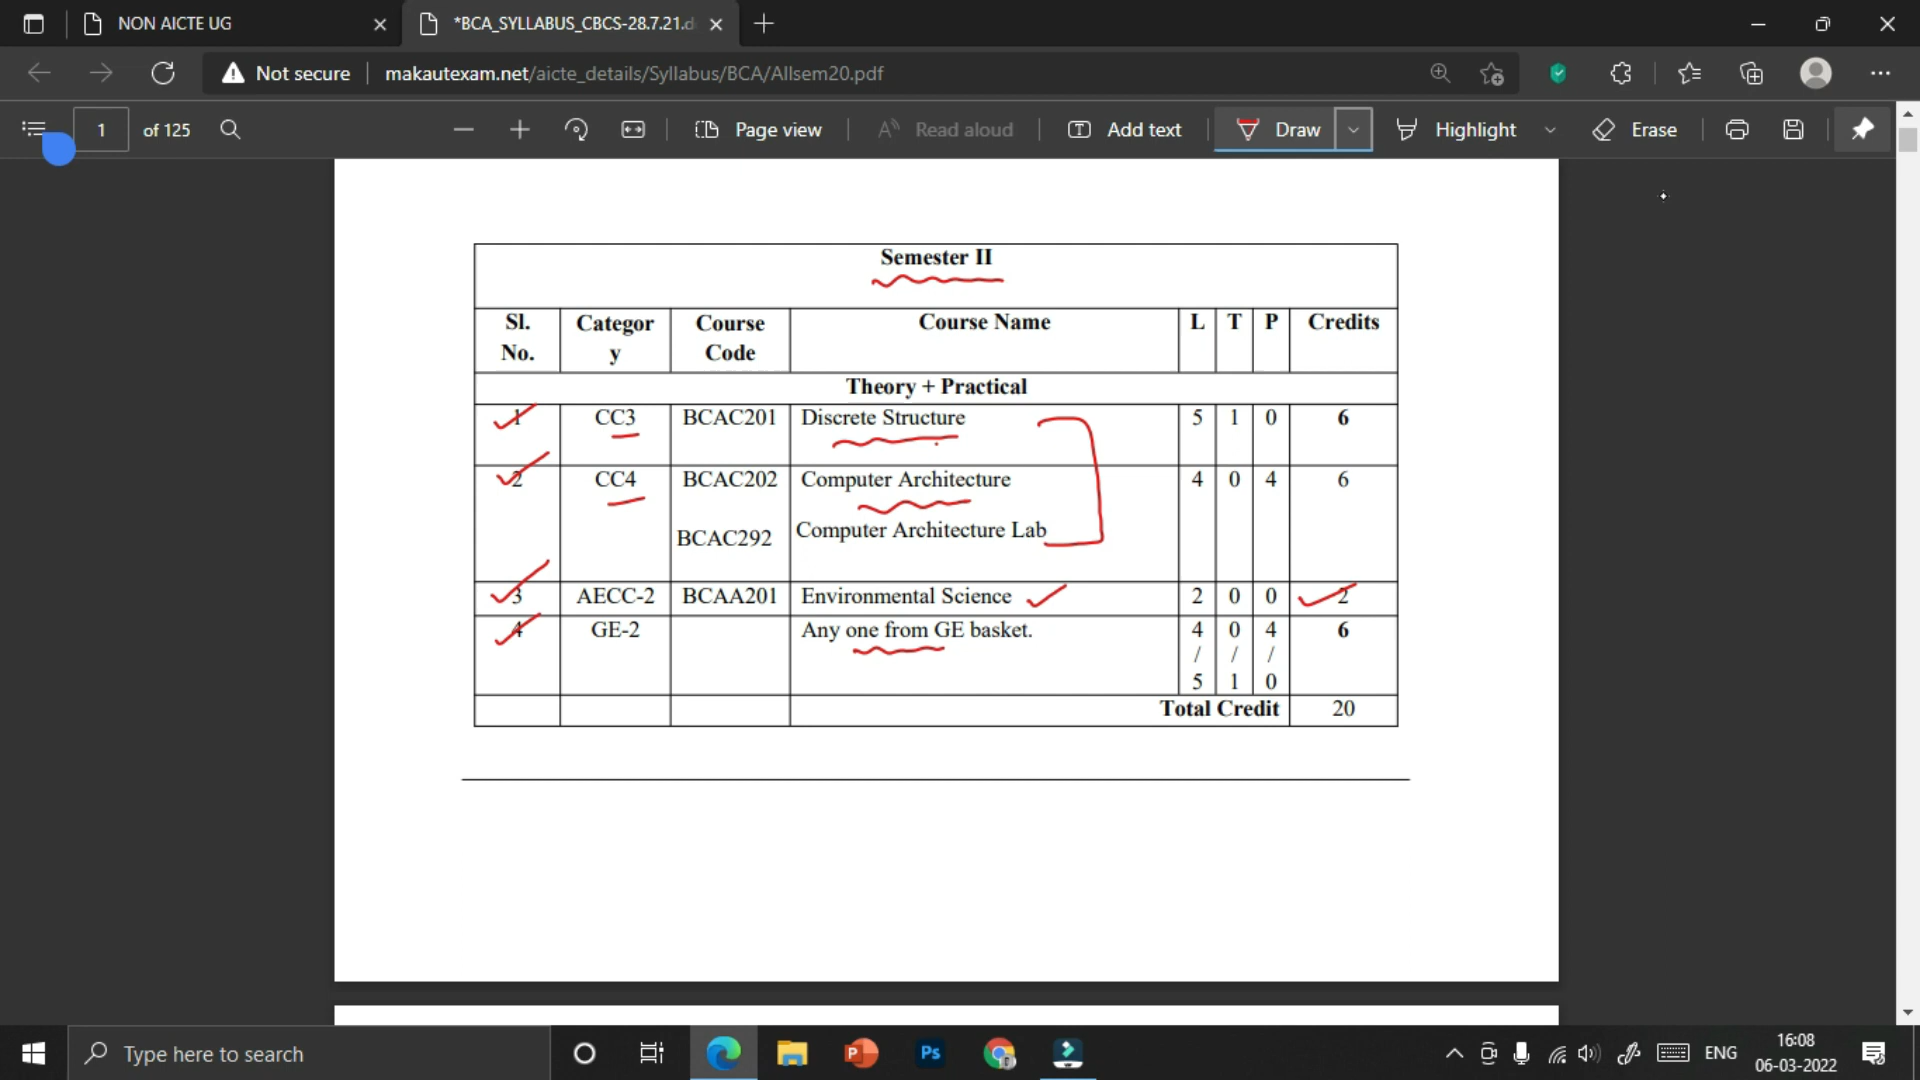 NON AICTE UG
*BCA_SYLLABUS_CBCS-28.7.21.d
Not secure
makautexam.net/aicte_details/Syllabus/BCA/Allsem20.pdf
1 of 125
Page view
Read aloud
Add text
Draw
Highlight
Erase
Semester II
Sl. No. Categor y Course Code Course Name L T P Credits
Theory + Practical
1 CC3 BCAC201 Discrete Structure 5 1 0 6
2 CC4 BCAC202 Computer Architecture 4 0 4 6
BCAC292 Computer Architecture Lab
3 AECC-2 BCAA201 Environmental Science 2 0 0 2
4 GE-2 Any one from GE basket. 4 0 4 6
/ / /
5 1 0
Total Credit 20
Type here to search
P
Ps
ENG
16:08
06-03-2022